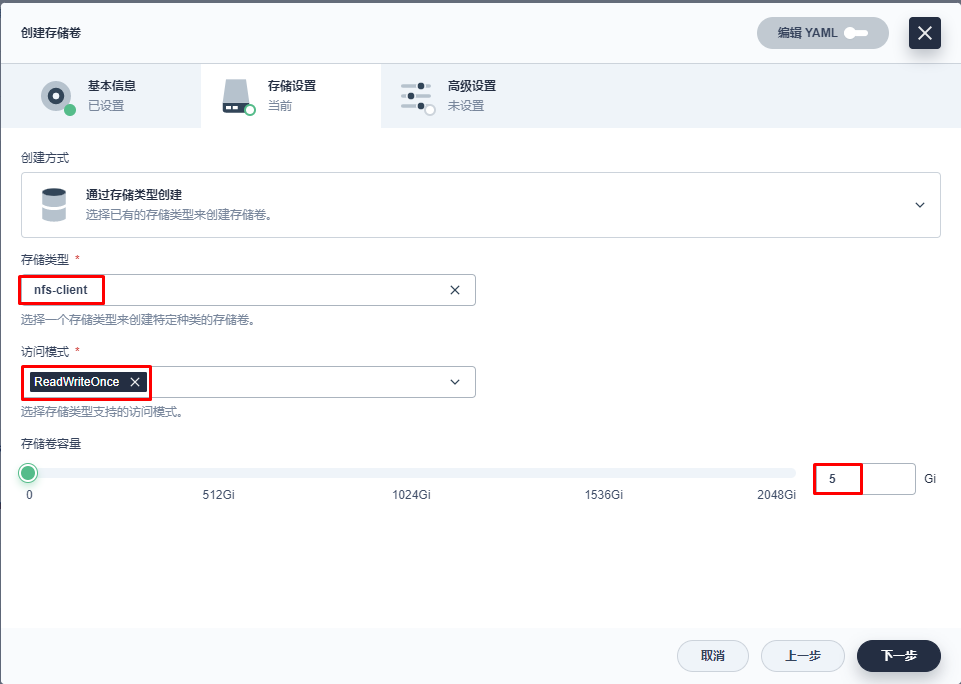 创建存储卷
编辑 YAML
基本信息
已设置
存储设置
当前
高级设置
未设置
创建方式
通过存储类型创建
选择已有的存储类型来创建存储卷。
存储类型 *
nfs-client
选择一个存储类型来创建特定种类的存储卷。
访问模式 *
ReadWriteOnce
选择存储类型支持的访问模式。
存储卷容量
0 512Gi 1024Gi 1536Gi 2048Gi
5 Gi
取消 上一步 下一步